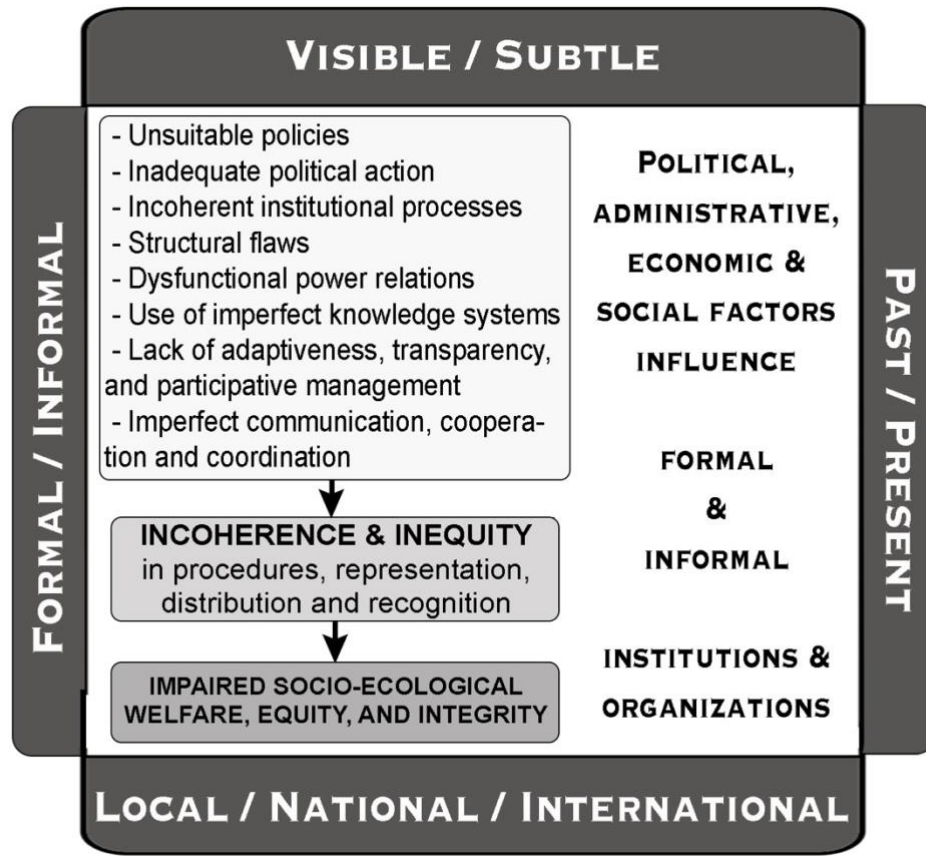 VISIBLE / SUBTLE
FORMAL / INFORMAL
- Unsuitable policies
- Inadequate political action
- Incoherent institutional processes
- Structural flaws
- Dysfunctional power relations
- Use of imperfect knowledge systems
- Lack of adaptiveness, transparency,
and participative management
- Imperfect communication, coopera-
tion and coordination
INCOHERENCE & INEQUITY
in procedures, representation,
distribution and recognition
IMPAIRED SOCIO-ECOLOGICAL
WELFARE, EQUITY, AND INTEGRITY
POLITICAL,
ADMINISTRATIVE,
ECONOMIC &
SOCIAL FACTORS
INFLUENCE
FORMAL
&
INFORMAL
INSTITUTIONS &
ORGANIZATIONS
PAST / PRESENT
LOCAL / NATIONAL / INTERNATIONAL